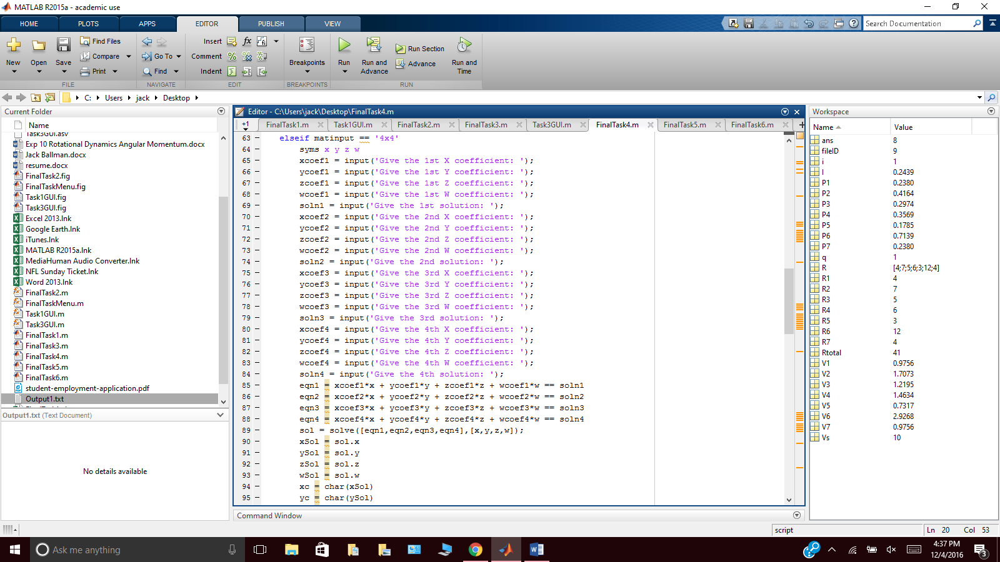 MATLAB R2015a - academic use
HOME PLOTS APPS EDITOR PUBLISH VIEW
Search Documentation
New Open Save Find Files Compare Print
Go To Find
Insert fx
Comment
Indent
Breakpoints
Run Run and Advance Run Section Advance Run and Time
FILE NAVIGATE EDIT BREAKPOINTS RUN
C: Users jack Desktop
Current Folder
Name
Task3GUI.asv
Exp 10 Rotational Dynamics Angular Momentum.docx
Jack Ballman.docx
resume.docx
FinalTask2.fig
FinalTaskMenu.fig
Task1GUI.fig
Task3GUI.fig
Excel 2013.lnk
Google Earth.lnk
iTunes.lnk
MATLAB R2015a.lnk
MediaHuman Audio Converter.lnk
NFL Sunday Ticket.lnk
Word 2013.lnk
FinalTask2.m
FinalTaskMenu.m
Task1GUI.m
Task3GUI.m
FinalTask1.m
FinalTask3.m
FinalTask4.m
FinalTask5.m
FinalTask6.m
student-employment-application.pdf
Output1.txt
Output1.txt (Text Document)
No details available
Editor - C:\Users\jack\Desktop\FinalTask4.m
+1 FinalTask1.m Task1GUI.m FinalTask2.m FinalTask3.m Task3GUI.m FinalTask4.m FinalTask5.m FinalTask6.m
63 - elseif matinput == '4x4'
64 - syms x y z w
65 - xcoef1 = input('Give the 1st X coefficient: ');
66 - ycoef1 = input('Give the 1st Y coefficient: ');
67 - zcoef1 = input('Give the 1st Z coefficient: ');
68 - wcoef1 = input('Give the 1st W coefficient: ');
69 - soln1 = input('Give the 1st solution: ');
70 - xcoef2 = input('Give the 2nd X coefficient: ');
71 - ycoef2 = input('Give the 2nd Y coefficient: ');
72 - zcoef2 = input('Give the 2nd Z coefficient: ');
73 - wcoef2 = input('Give the 2nd W coefficient: ');
74 - soln2 = input('Give the 2nd solution: ');
75 - xcoef3 = input('Give the 3rd X coefficient: ');
76 - ycoef3 = input('Give the 3rd Y coefficient: ');
77 - zcoef3 = input('Give the 3rd Z coefficient: ');
78 - wcoef3 = input('Give the 3rd W coefficient: ');
79 - soln3 = input('Give the 3rd solution: ');
80 - xcoef4 = input('Give the 4th X coefficient: ');
81 - ycoef4 = input('Give the 4th Y coefficient: ');
82 - zcoef4 = input('Give the 4th Z coefficient: ');
83 - wcoef4 = input('Give the 4th W coefficient: ');
84 - soln4 = input('Give the 4th solution: ');
85 - eqn1 = xcoef1*x + ycoef1*y + zcoef1*z + wcoef1*w == soln1
86 - eqn2 = xcoef2*x + ycoef2*y + zcoef2*z + wcoef2*w == soln2
87 - eqn3 = xcoef3*x + ycoef3*y + zcoef3*z + wcoef3*w == soln3
88 - eqn4 = xcoef4*x + ycoef4*y + zcoef4*z + wcoef4*w == soln4
89 - sol = solve([eqn1,eqn2,eqn3,eqn4],[x,y,z,w]);
90 - xSol = sol.x
91 - ySol = sol.y
92 - zSol = sol.z
93 - wSol = sol.w
94 - xc = char(xSol)
95 - yc = char(ySol)
Command Window
Workspace
Name Value
ans 8
fileID 9
i 1
I 0.2439
P1 0.2380
P2 0.4164
P3 0.2974
P4 0.3569
P5 0.1785
P6 0.7139
P7 0.2380
q 1
R [4;7;5;6;3;12;4]
R1 4
R2 7
R3 5
R4 6
R5 3
R6 12
R7 4
Rtotal 41
V1 0.9756
V2 1.7073
V3 1.2195
V4 1.4634
V5 0.7317
V6 2.9268
V7 0.9756
Vs 10
script Ln 20 Col 53
Ask me anything
4:37 PM
12/4/2016
3